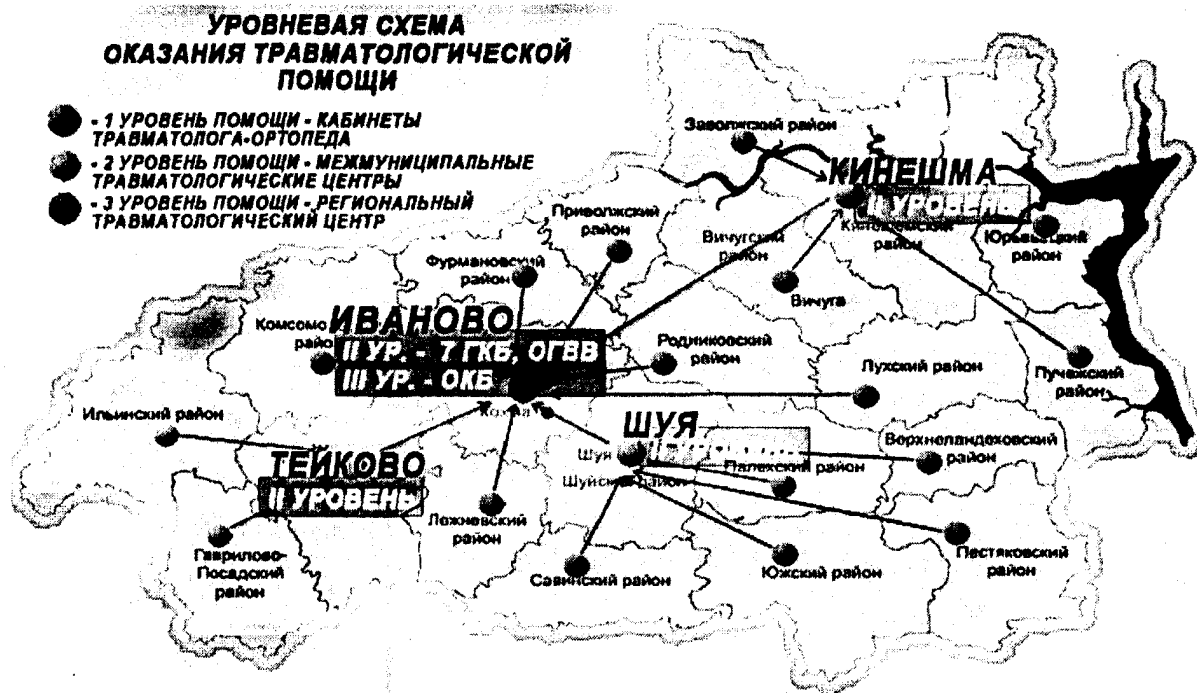 УРОВНЕВАЯ СХЕМА
ОКАЗАНИЯ ТРАВМАТОЛОГИЧЕСКОЙ
ПОМОЩИ
- 1 УРОВЕНЬ ПОМОЩИ - КАБИНЕТЫ
ТРАВМАТОЛОГА-ОРТОПЕДА
- 2 УРОВЕНЬ ПОМОЩИ - МЕЖМУНИЦИПАЛЬНЫЕ
ТРАВМАТОЛОГИЧЕСКИЕ ЦЕНТРЫ
- 3 УРОВЕНЬ ПОМОЩИ - РЕГИОНАЛЬНЫЙ
ТРАВМАТОЛОГИЧЕСКИЙ ЦЕНТР
Заволжский район
КИНЕШМА
II УРОВЕНЬ
район
Юрьевецкий
район
Приволжский
район
Вичугский
район
Вичуга
Фурмановский
район
Комсомо
райо
ИВАНОВО
II УР. - 7 ГКБ, ОГВВ
III УР. - ОКБ
Родниковский
район
Лухский район
Пучежский
район
Ильинский район
ТЕЙКОВО
II УРОВЕНЬ
ШУЯ
Шуя
Шуйский район
Палехский район
Верхнеландеховский
район
Лежневский
район
Гаврилово-
Посадский
район
Савинский район
Южский район
Пестяковский
район